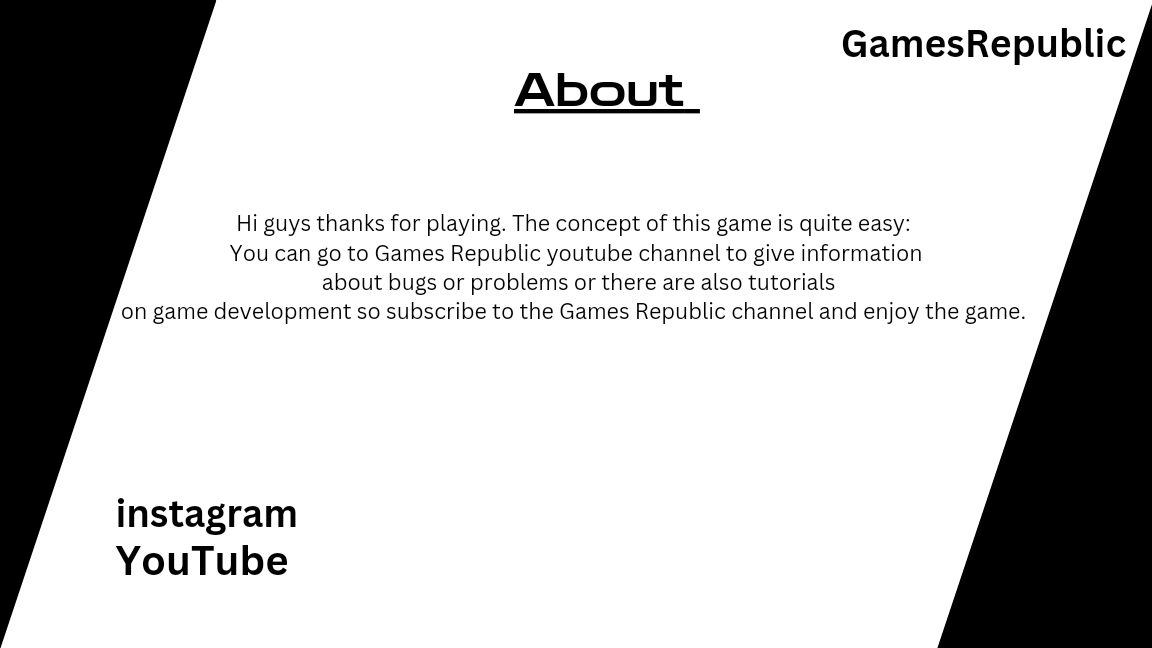 GamesRepublic
About
Hi guys thanks for playing. The concept of this game is quite easy:
You can go to Games Republic youtube channel to give information
about bugs or problems or there are also tutorials
on game development so subscribe to the Games Republic channel and enjoy the game.
instagram
YouTube